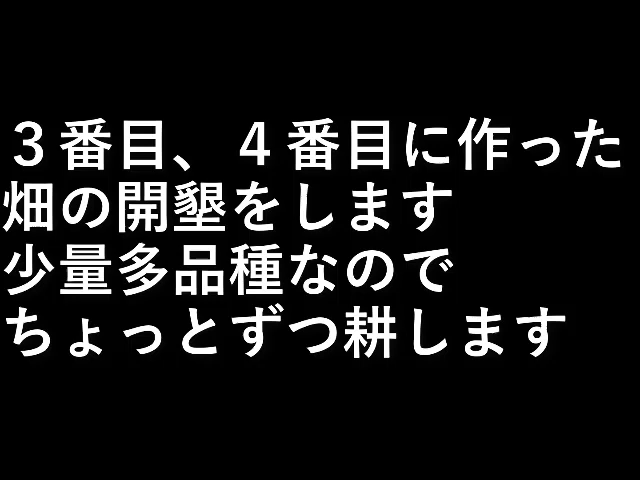 ３番目、４番目に作った
畑の開墾をします
少量多品種なので
ちょっとずつ耕します